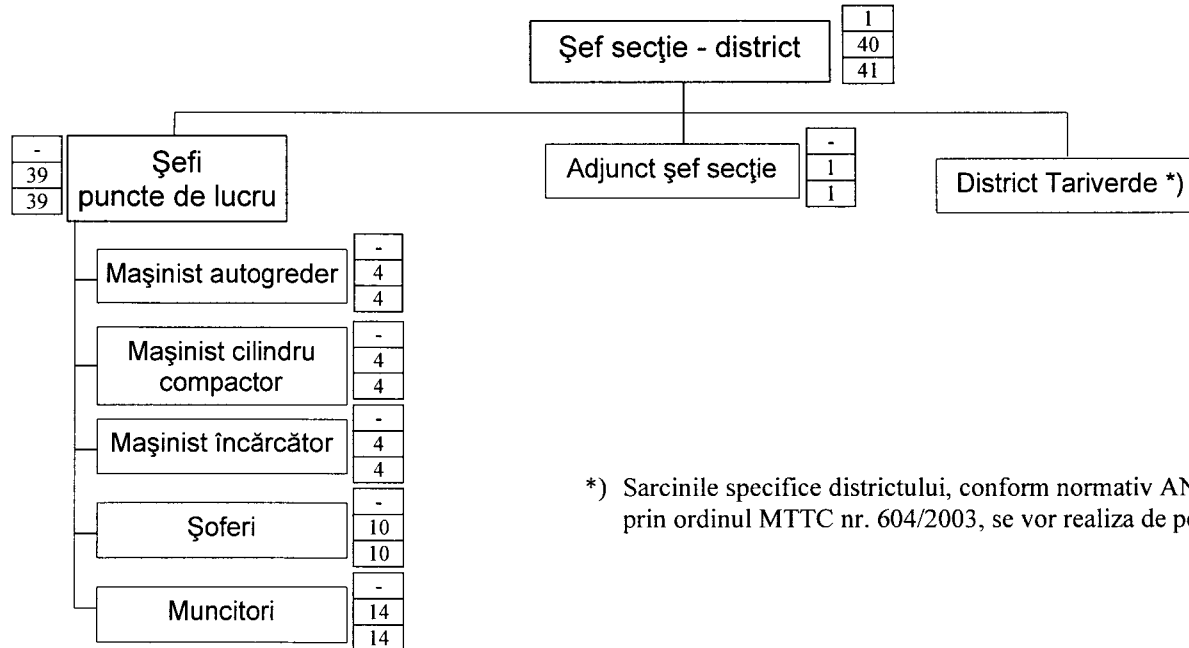 Şef secţie - district
1
40
41
-
39
39
Şefi
puncte de lucru
Adjunct şef secţie
-
1
1
District Tariverde *)
Maşinist autogreder
-
4
4
Maşinist cilindru
compactor
-
4
4
Maşinist încărcător
-
4
4
Şoferi
-
10
10
Muncitori
-
14
14
*) Sarcinile specifice districtului, conform normativ AN
prin ordinul MTTC nr. 604/2003, se vor realiza de